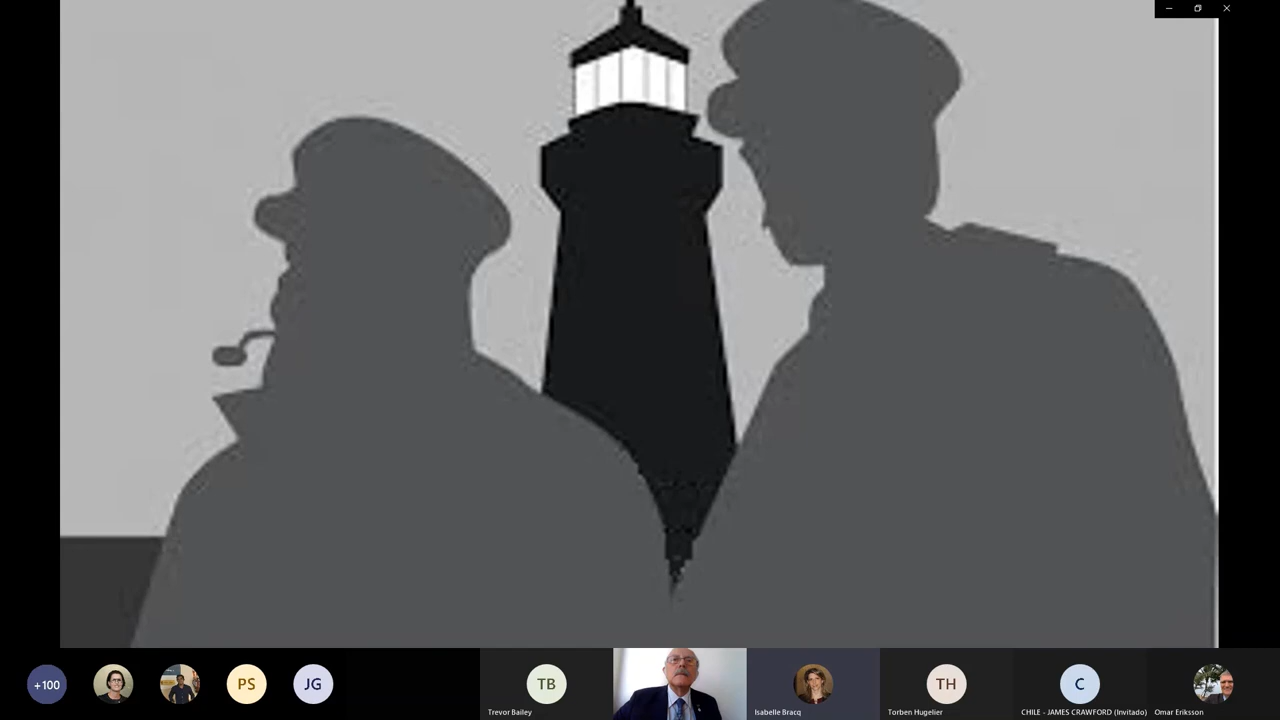 +100
PS
JG
TB
Trevor Bailey
Isabelle Bracq
TH
Torben Hugelier
C
CHILE - JAMES CRAWFORD (Invitado)
Omar Eriksson